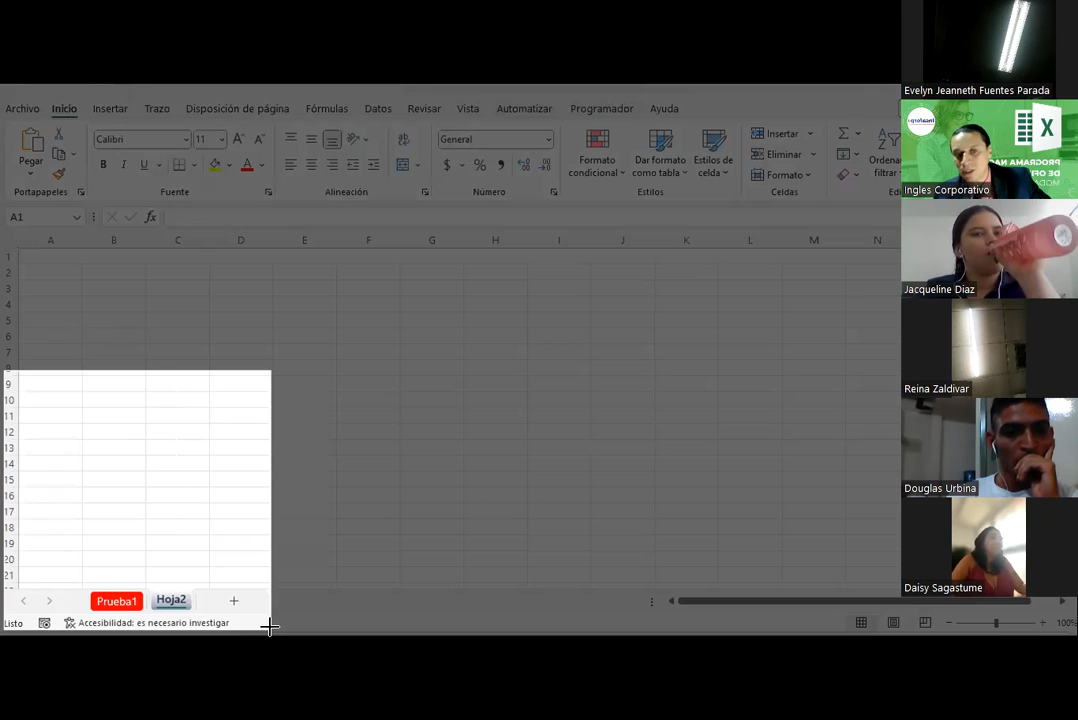 Archivo Inicio Insertar Trazo Disposición de página Fórmulas Datos Revisar Vista Automatizar Programador Ayuda
Pegar
Calibri 11
N K S
General
$ % 000
Formato condicional
Dar formato como tabla
Estilos de celda
Insertar
Eliminar
Formato
Σ
Ordenar
filtrar
Portapapeles Fuente Alineación Número Estilos Celdas
A1 fx
A B C D E F G H I J K L M N
1
2
3
4
5
6
7
8
9
10
11
12
13
14
15
16
17
18
19
20
21
Prueba1 Hoja2 +
Listo Accesibilidad: es necesario investigar 100%
Evelyn Jeanneth Fuentes Parada
Ingles Corporativo
Jacqueline Diaz
Reina Zaldivar
Douglas Urbina
Daisy Sagastume